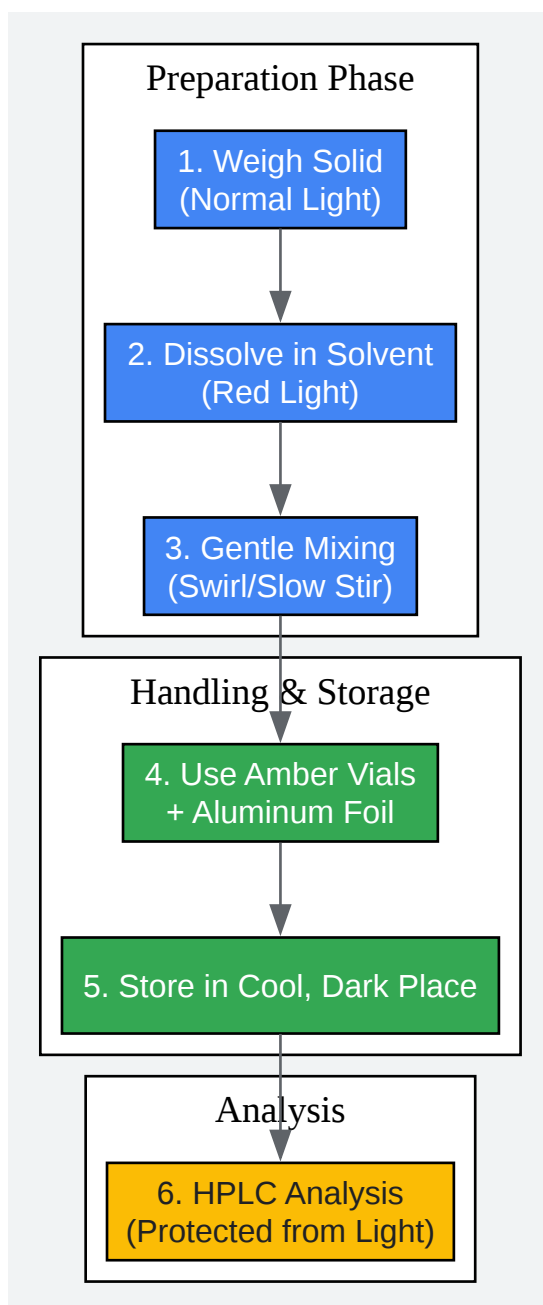 Preparation Phase
1. Weigh Solid
(Normal Light)
2. Dissolve in Solvent
(Red Light)
3. Gentle Mixing
(Swirl/Slow Stir)
Handling & Storage
4. Use Amber Vials
+ Aluminum Foil
5. Store in Cool, Dark Place
Analysis
6. HPLC Analysis
(Protected from Light)